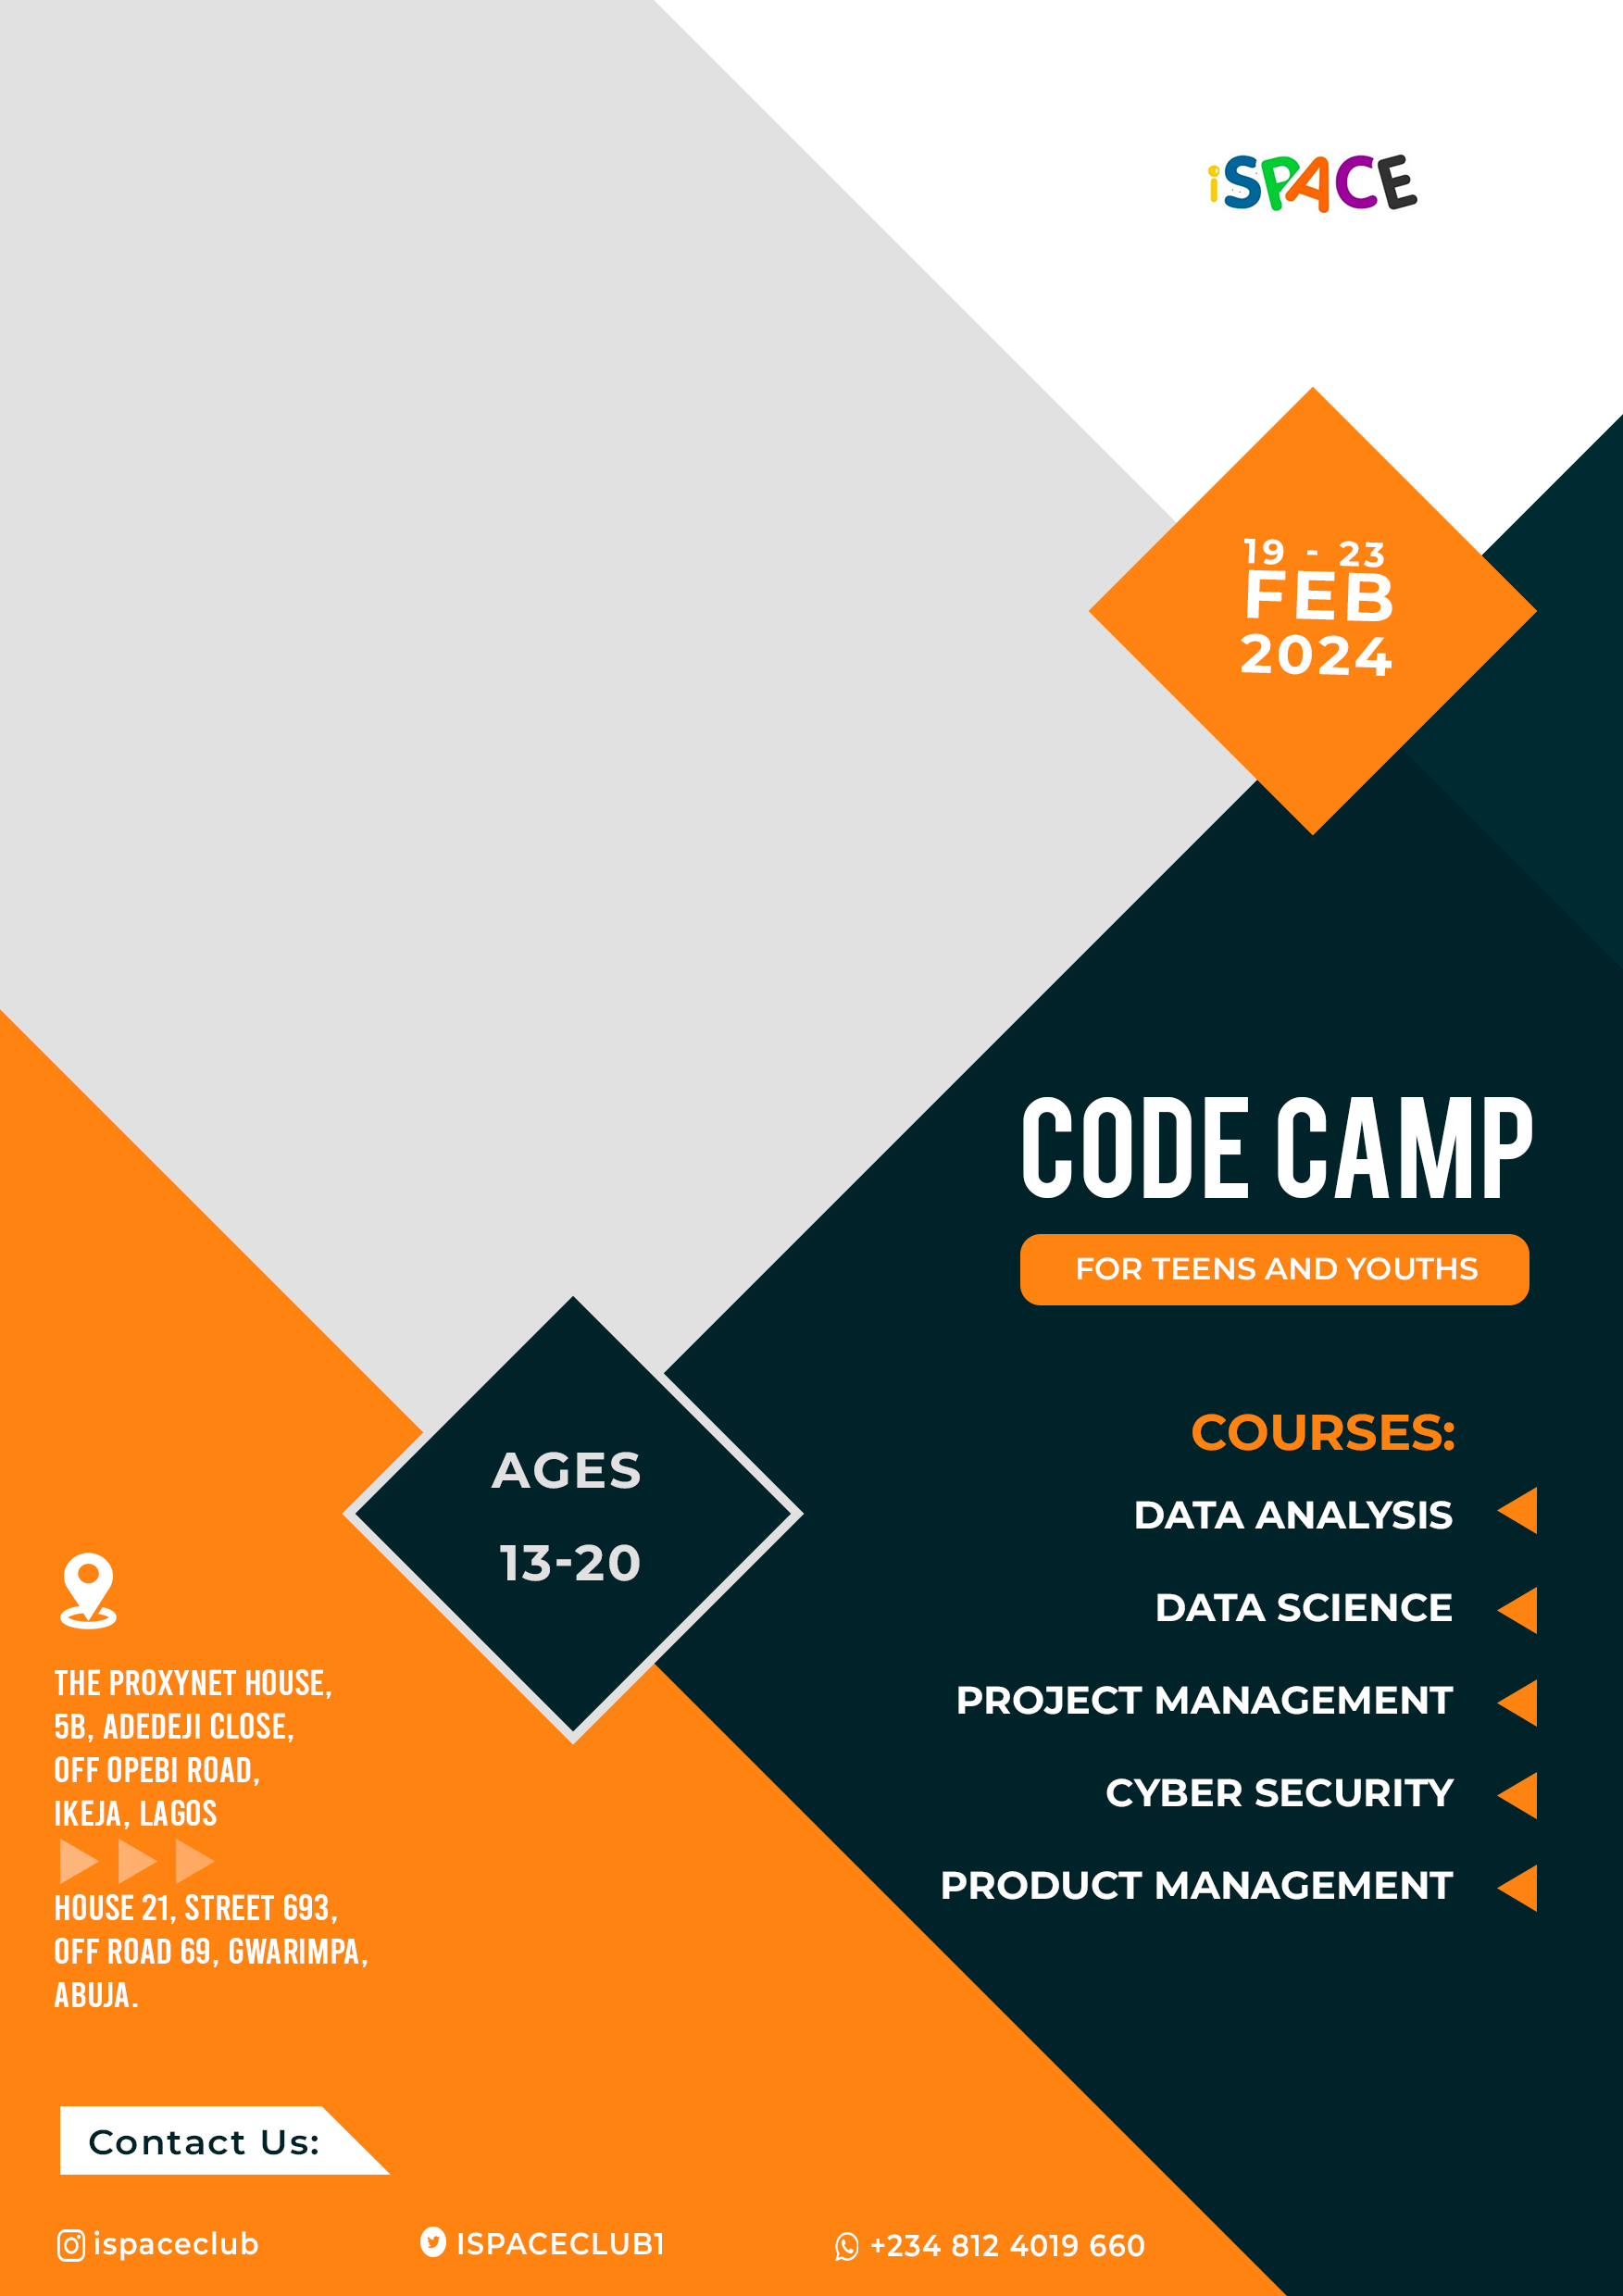 iSPACE
19 - 23
FEB
2024
CODE CAMP
FOR TEENS AND YOUTHS
COURSES:
DATA ANALYSIS
DATA SCIENCE
PROJECT MANAGEMENT
CYBER SECURITY
PRODUCT MANAGEMENT
AGES
13-20
THE PROXYNET HOUSE,
5B, ADEDEJI CLOSE,
OFF OPEBI ROAD,
IKEJA, LAGOS
HOUSE 21, STREET 693,
OFF ROAD 69, GWARIMPA,
ABUJA.
Contact Us:
ispaceclub
ISPACECLUB1
+234 812 4019 660